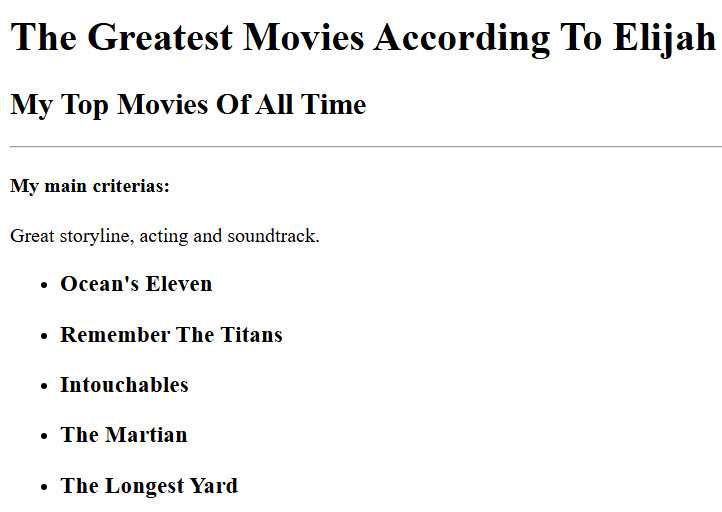 The Greatest Movies According To Elijah
My Top Movies Of All Time
My main criterias:
Great storyline, acting and soundtrack.
• Ocean's Eleven
• Remember The Titans
• Intouchables
• The Martian
• The Longest Yard